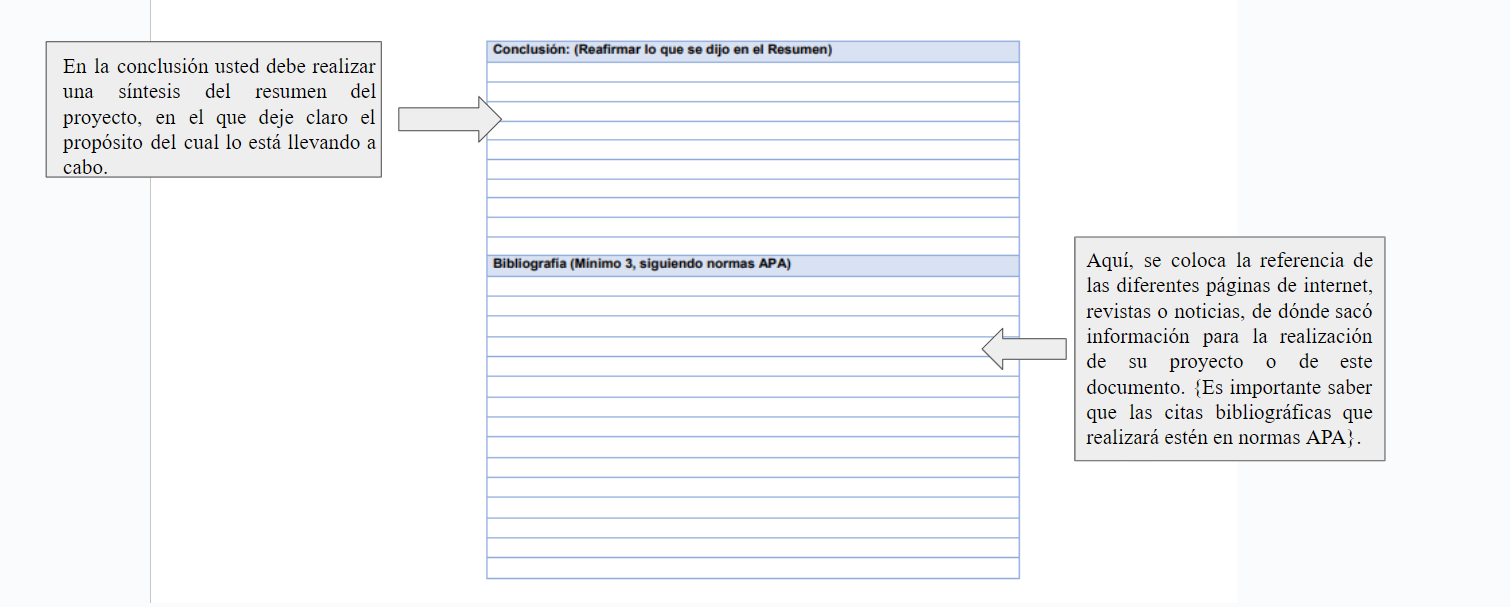 En la conclusión usted debe realizar
una síntesis del resumen del
proyecto, en el que deje claro el
propósito del cual lo está llevando a
cabo.
Conclusión: (Reafirmar lo que se dijo en el Resumen)
Bibliografía (Mínimo 3, siguiendo normas APA)
Aquí, se coloca la referencia de
las diferentes páginas de internet,
revistas o noticias, de dónde sacó
información para la realización
de su proyecto o de este
documento. {Es importante saber
que las citas bibliográficas que
realizará estén en normas APA}.